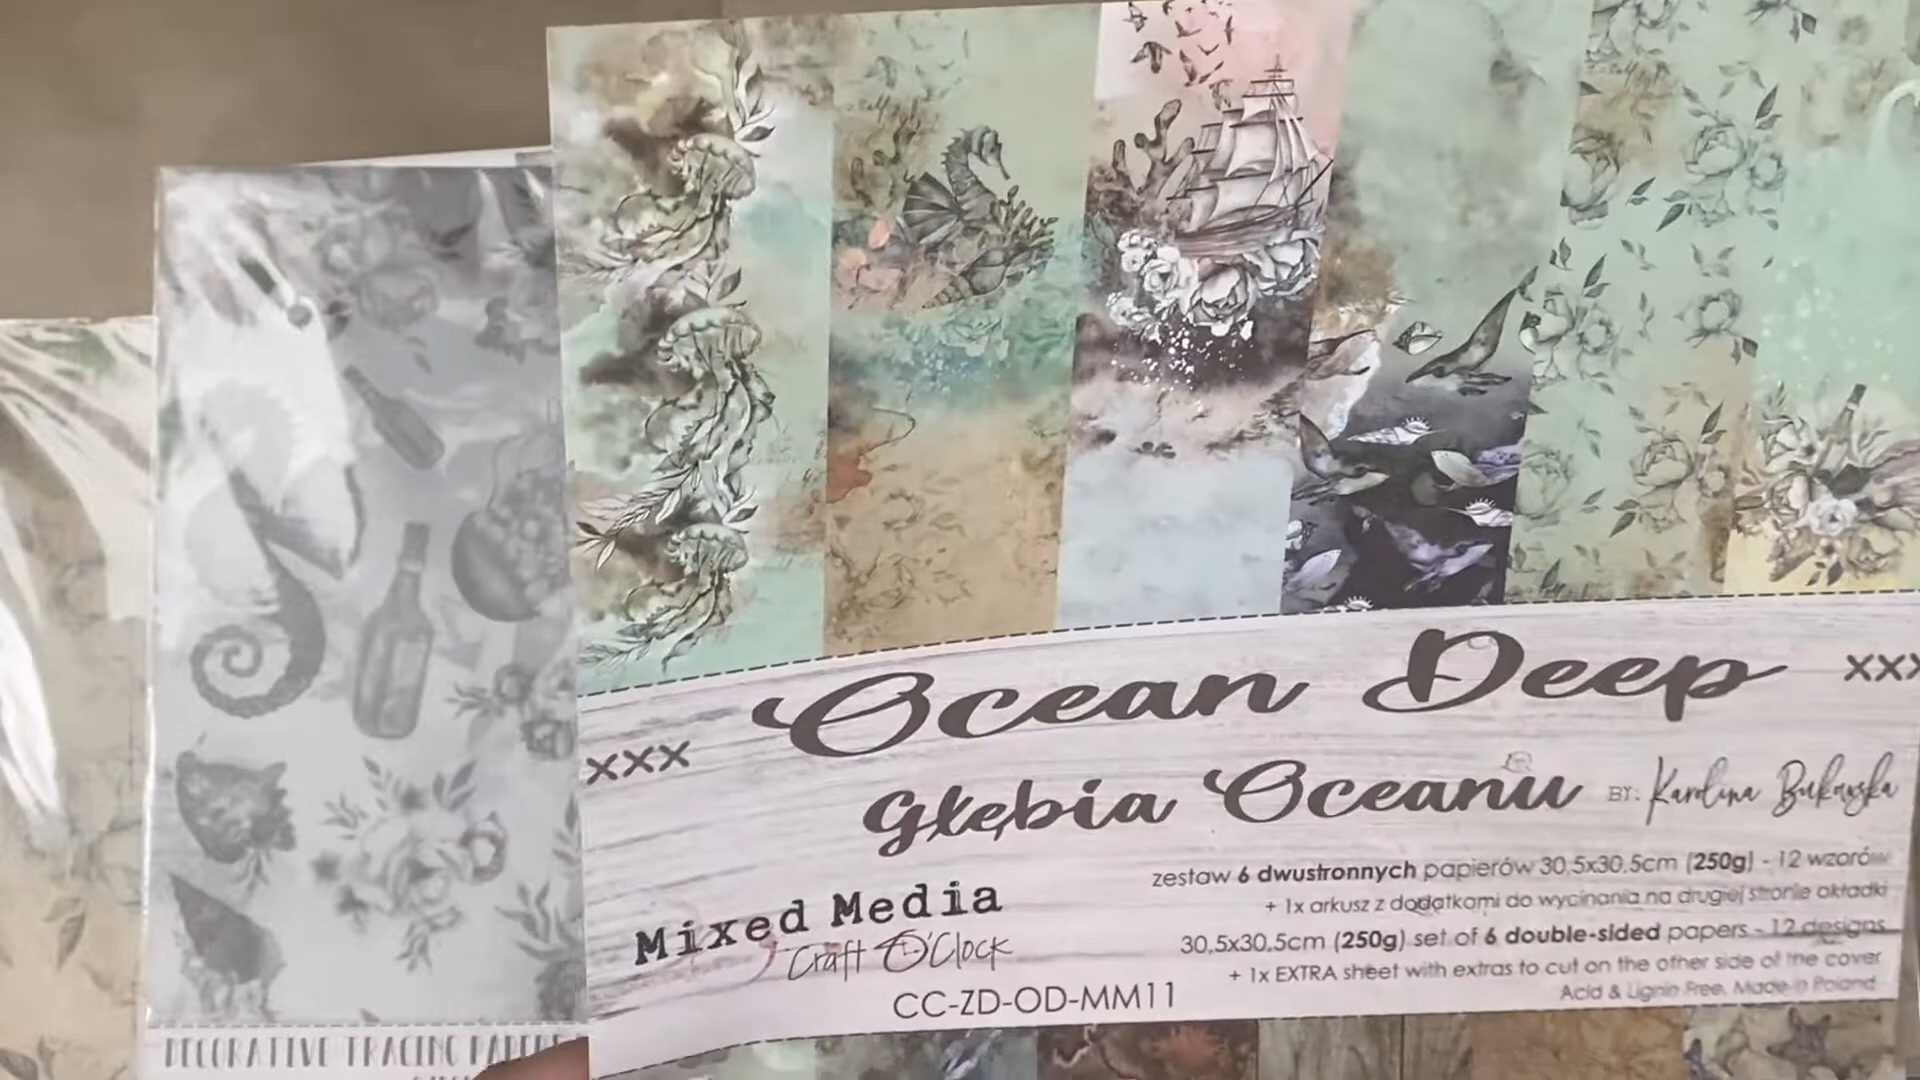 Ocean Deep
xxx
xxx
Głębia Oceanu BY: Karolina Bukowska
zestaw 6 dwustronnych papierów 30,5x30,5cm (250g) - 12 wzorów
+ 1x arkusz z dodatkami do wycinania na drugiej stronie okładki
Mixed Media
30,5x30,5cm (250g) set of 6 double-sided papers - 12 designs
Craft O'Clock
+ 1x EXTRA sheet with extras to cut on the other side of the cover
CC-ZD-OD-MM11
Acid & Lignin Free. Made in Poland
DECORATIVE TRACING PAPERS